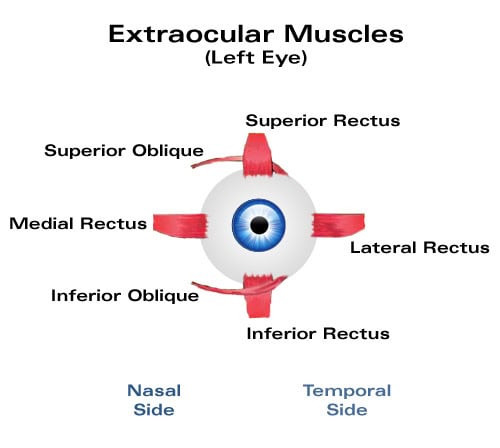 Extraocular Muscles
(Left Eye)
Superior Rectus
Superior Oblique
Medial Rectus
Lateral Rectus
Inferior Oblique
Inferior Rectus
Nasal
Side
Temporal
Side